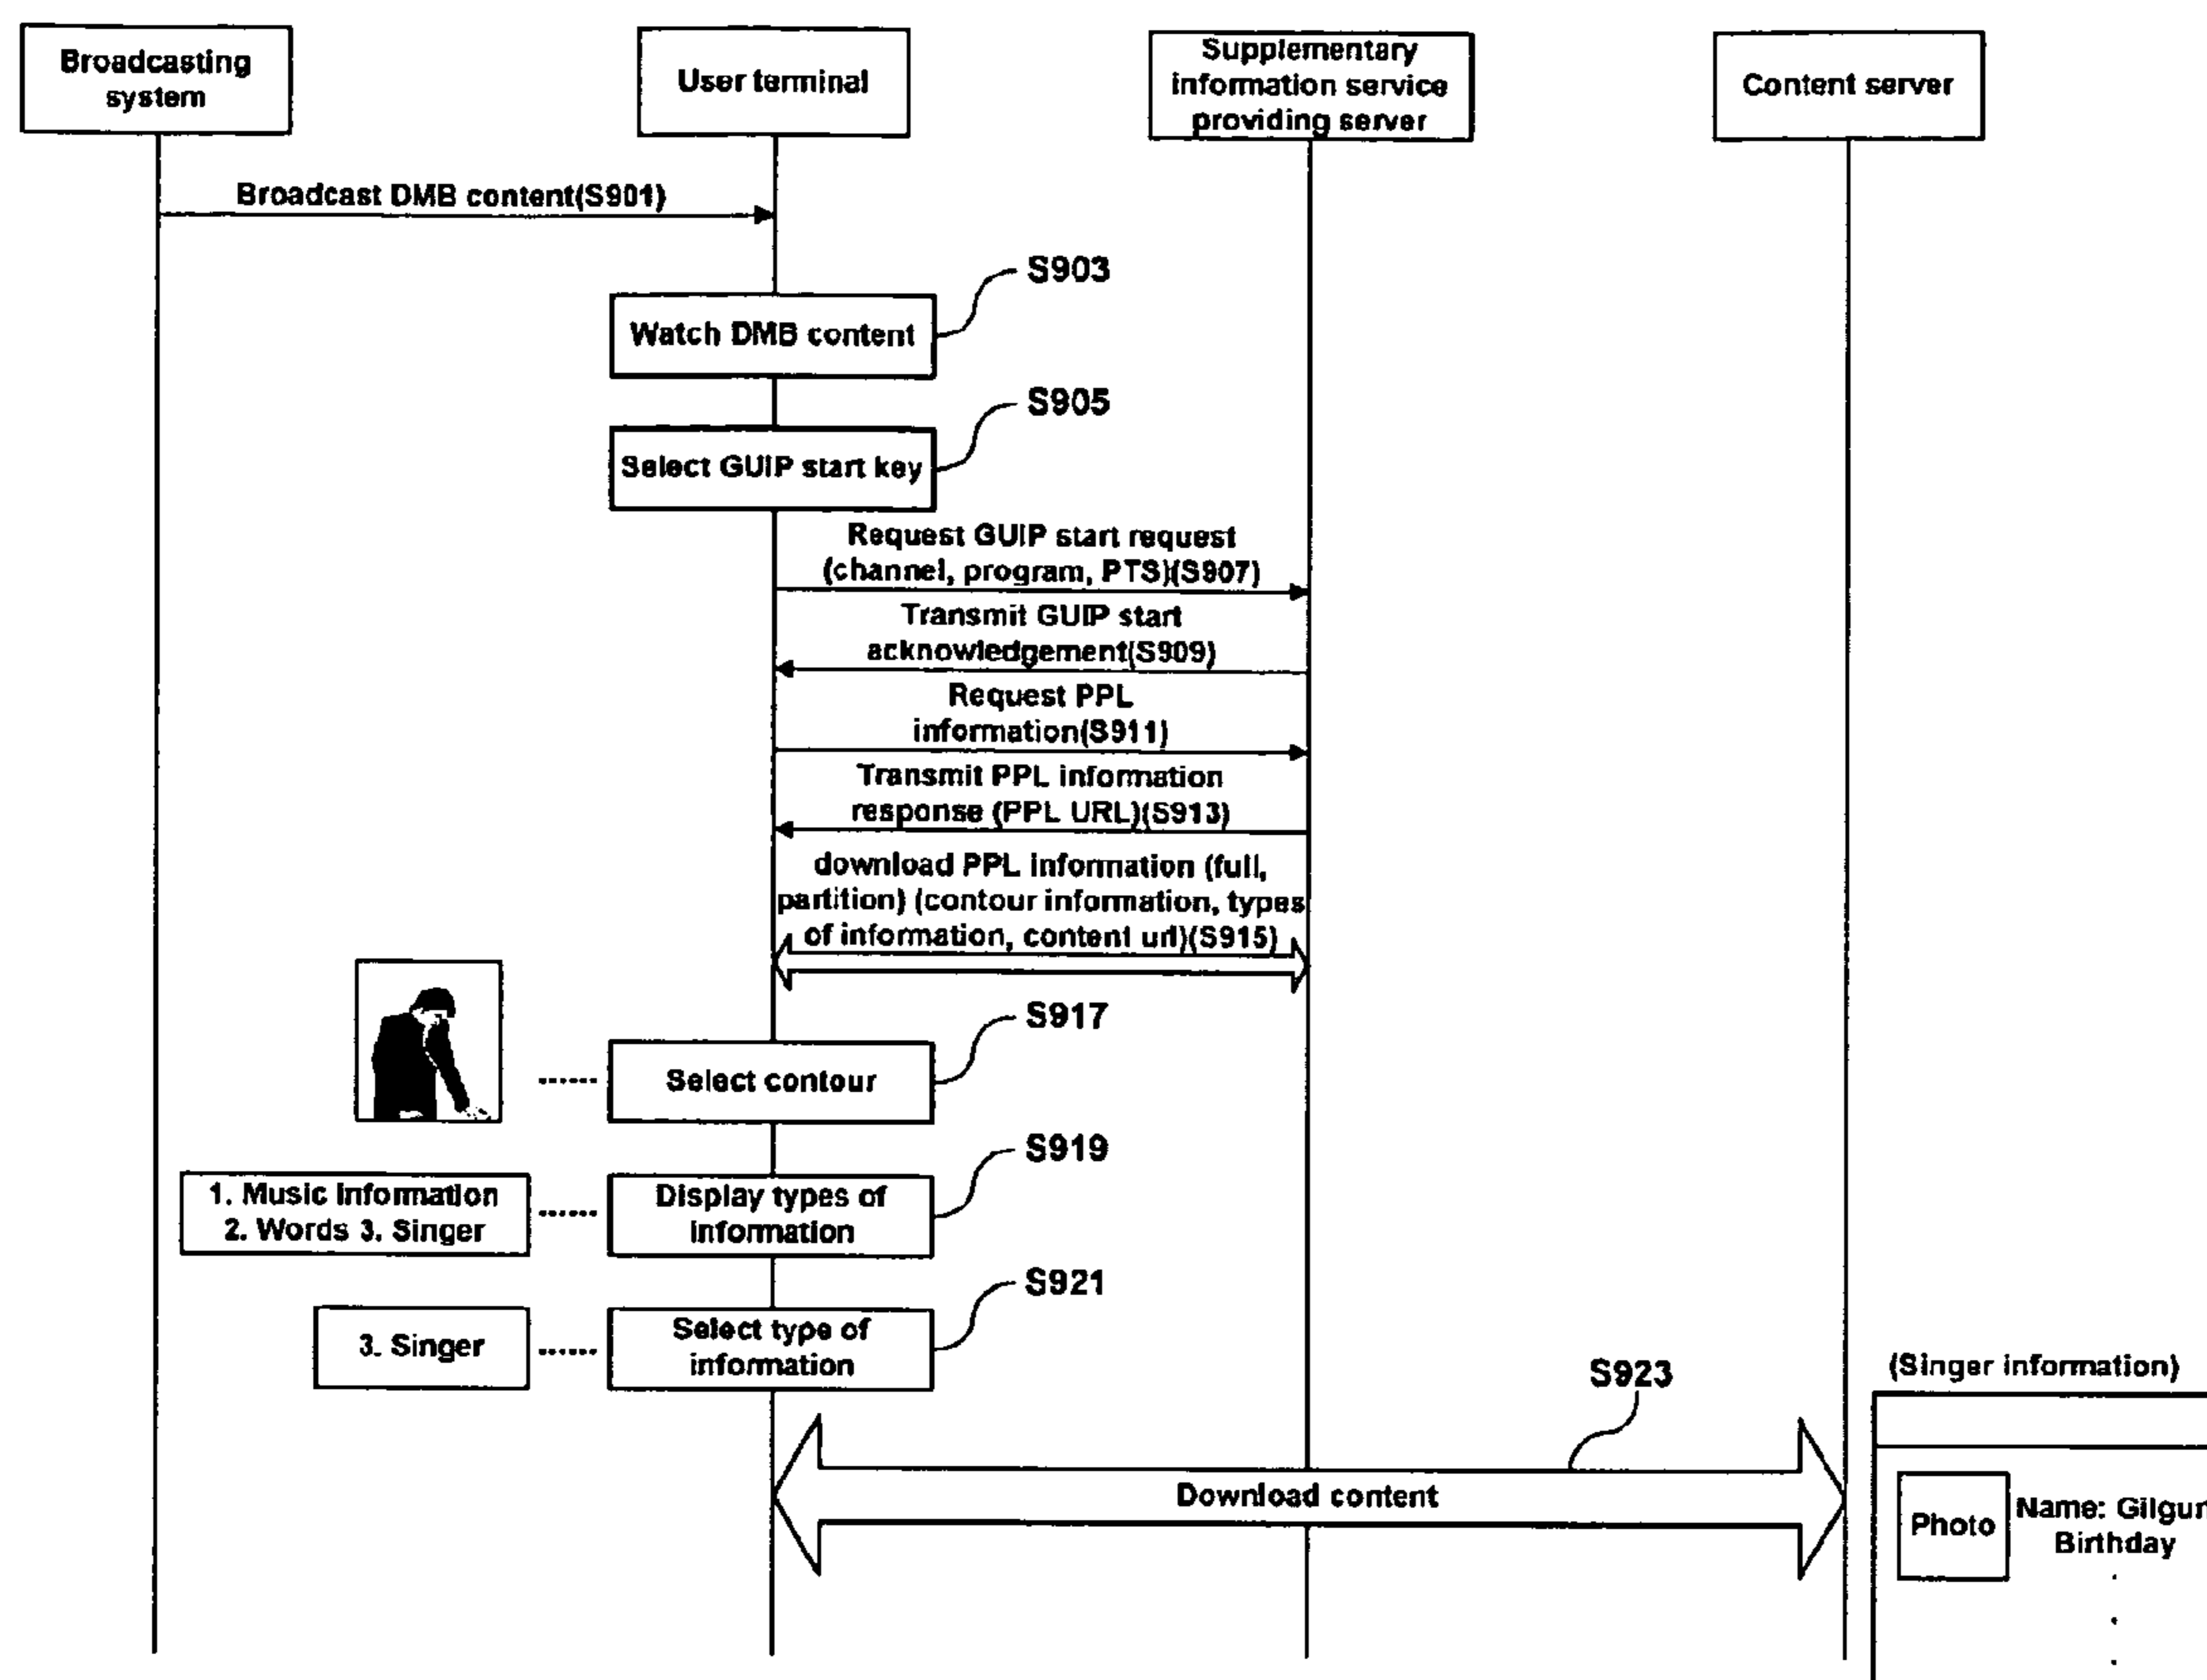 Broadcasting
system
User terminal
Supplementary
information service
providing server
Content server
Broadcast DMB content(S901)
S903
Watch DMB content
S905
Select GUIP start key
Request GUIP start request
(channel, program, PTS)(S907)
Transmit GUIP start
acknowledgement(S909)
Request PPL
information(S911)
Transmit PPL information
response (PPL URL)(S913)
download PPL information (full,
partition) (contour information, types
of information, content url)(S915)
S917
Select contour
S919
1. Music Information
2. Words 3. Singer
Display types of
information
S921
3. Singer
Select type of
information
S923
(Singer information)
Download content
Photo
Name: Gilgun
Birthday